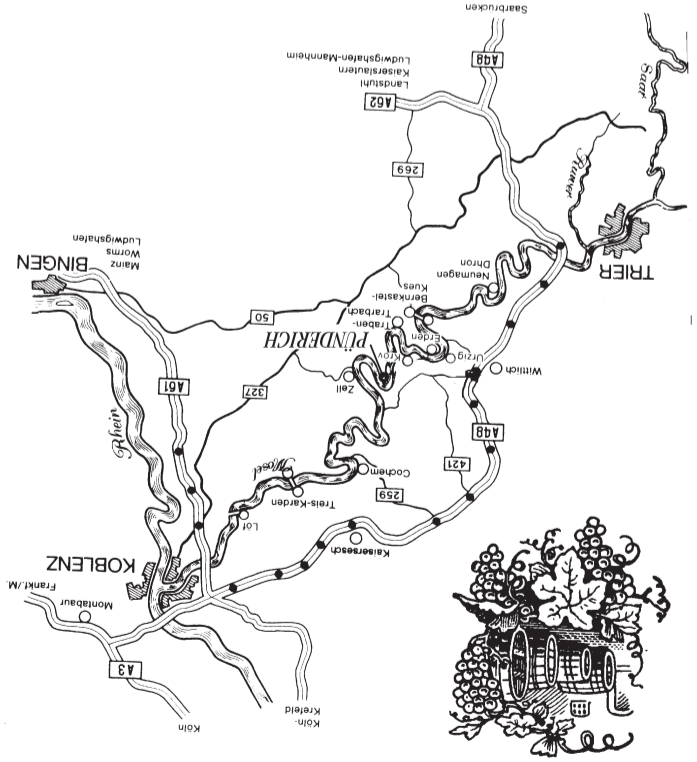 Köln-
Krefeld
Köln
A3
Montabaur
Frankf./M.
KOBLENZ
Kaisersesch
Löf
Treis-Karden
259
Mosel
Cochem
421
A48
Rhein
327
A61
Zell
Wittlich
Ürzig
Kröv
PÜNDERICH
Erden
Traben-
Trarbach
50
Bernkastel-
Kues
Neumagen
Dhron
TRIER
BINGEN
Mainz
Worms
Ludwigshafen
Ruwer
269
A62
Landstuhl
Kaiserslautern
Ludwigshafen-Mannheim
Saar
A48
Saarbrücken